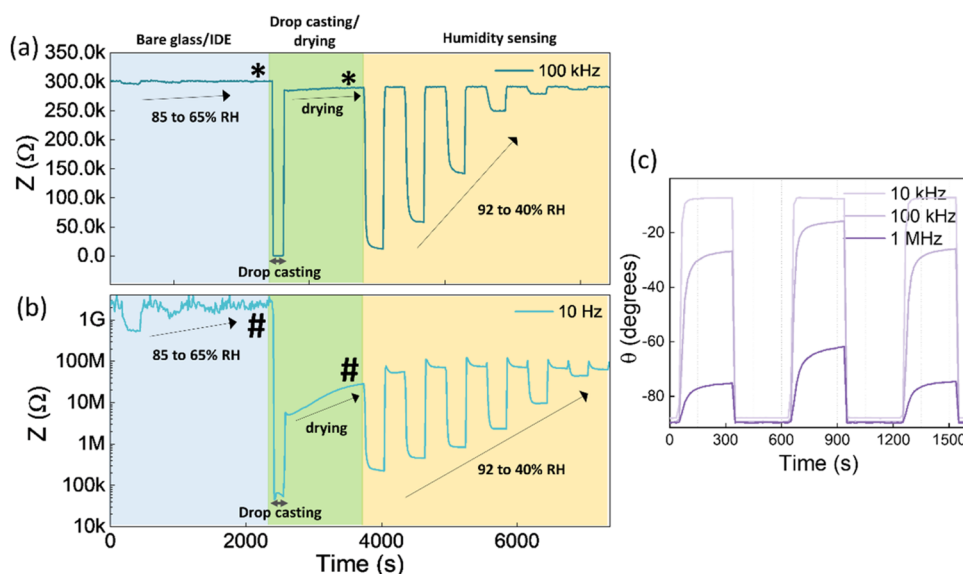 Bare glass/IDE
Drop casting/
drying
Humidity sensing
(a)
350.0k
300.0k
250.0k
200.0k
150.0k
100.0k
50.0k
0.0
Z (Ω)
*
*
100 kHz
85 to 65% RH
drying
92 to 40% RH
Drop casting
(b)
1G
100M
10M
1M
100k
10k
Z (Ω)
#
#
10 Hz
85 to 65% RH
drying
92 to 40% RH
Drop casting
0
2000
4000
6000
Time (s)
(c)
10 kHz
100 kHz
1 MHz
-20
-40
-60
-80
θ (degrees)
0
300
600
900
1200
1500
Time (s)